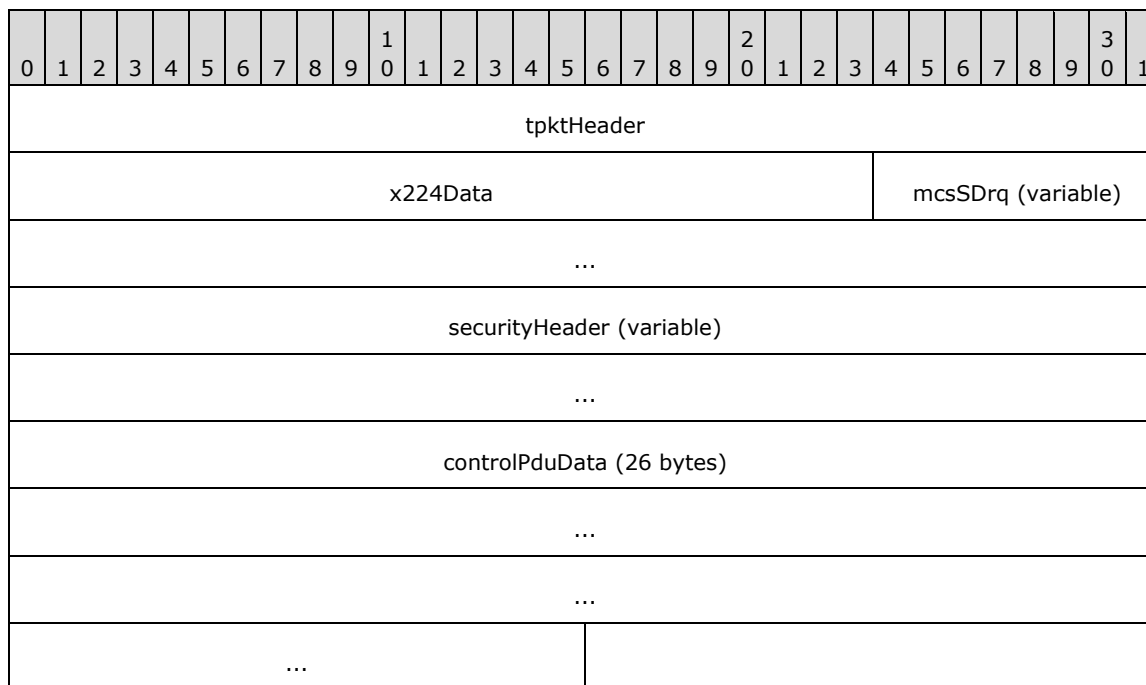 1 2 3
0 1 2 3 4 5 6 7 8 9 0 1 2 3 4 5 6 7 8 9 0 1 2 3 4 5 6 7 8 9 0 1
tpktHeader
x224Data mcsSDrq (variable)
...
securityHeader (variable)
...
controlPduData (26 bytes)
...
...
...